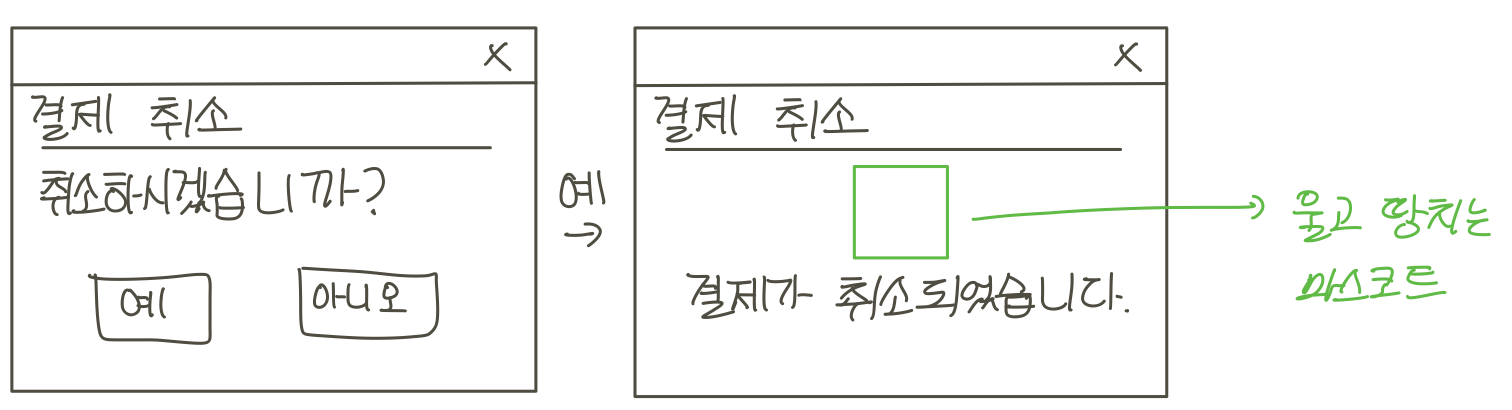 X
결제 취소
취소하시겠습니까?
예
아니오
예
→
X
결제 취소
결제가 취소되었습니다.
울고 땅치는
마스코트